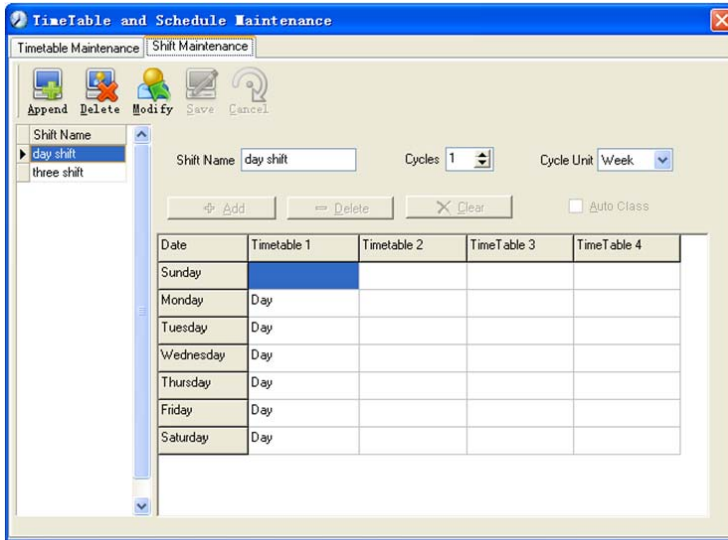 TimeTable and Schedule Maintenance
Timetable Maintenance Shift Maintenance
Append Delete Modify Save Cancel
Shift Name
day shift
three shift
Shift Name day shift Cycles 1 Cycle Unit Week
Add Delete Clear Auto Class
Date Timetable 1 Timetable 2 TimeTable 3 TimeTable 4
Sunday
Monday Day
Tuesday Day
Wednesday Day
Thursday Day
Friday Day
Saturday Day